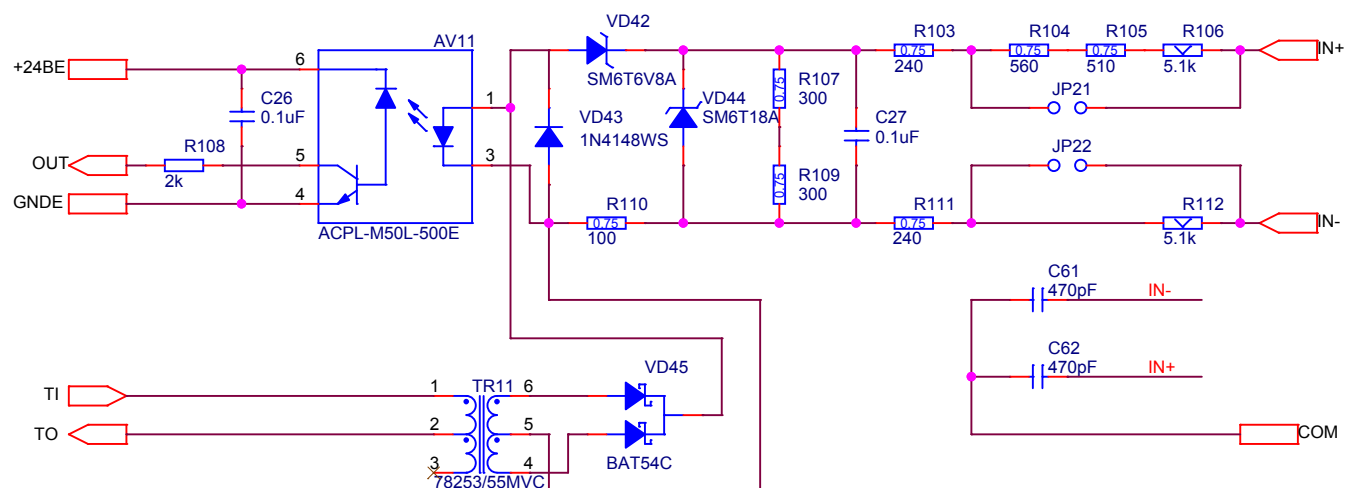 AV11
+24BE
6
C26
0.1uF
OUT
R108
2k
5
GNDE
4
1
3
ACPL-M50L-500E
VD42
SM6T6V8A
VD43
1N4148WS
VD44
SM6T18A
R110
0.75
100
0.75
R107
300
0.75
R109
300
C27
0.1uF
R103
0.75
240
R104
0.75
560
R105
0.75
510
R106
5.1k
IN+
JP21
JP22
R111
0.75
240
R112
5.1k
IN-
C61
470pF
IN-
C62
470pF
IN+
COM
TI
TO
1
2
3
TR11
6
5
4
78253/55MVC
VD45
BAT54C